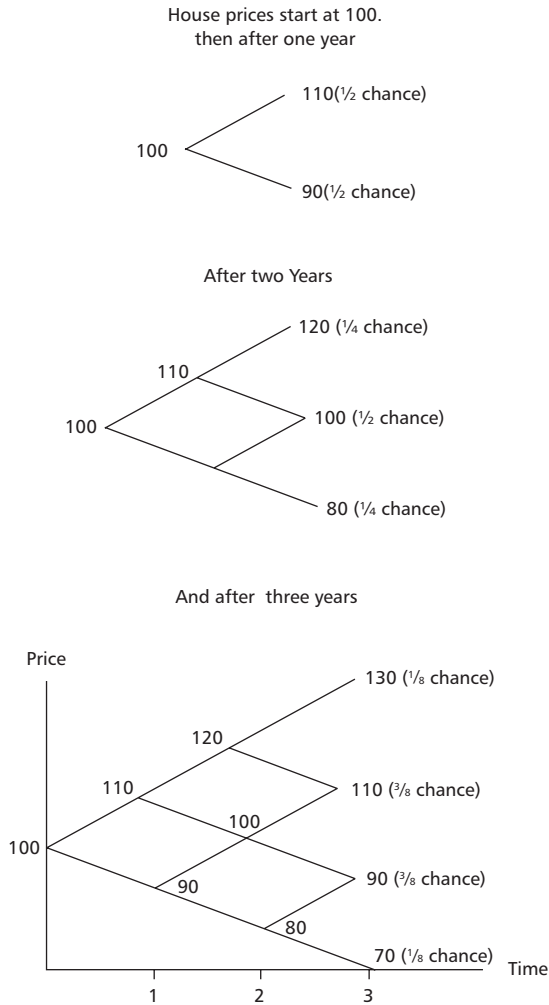 House prices start at 100.
then after one year
110(½ chance)
100
90(½ chance)
After two Years
120 (¼ chance)
110
100 (½ chance)
100
80 (¼ chance)
And after three years
Price
130 (⅛ chance)
120
110
110 (⅜ chance)
100
100
90
90 (⅜ chance)
80
70 (⅛ chance)
Time
1 2 3